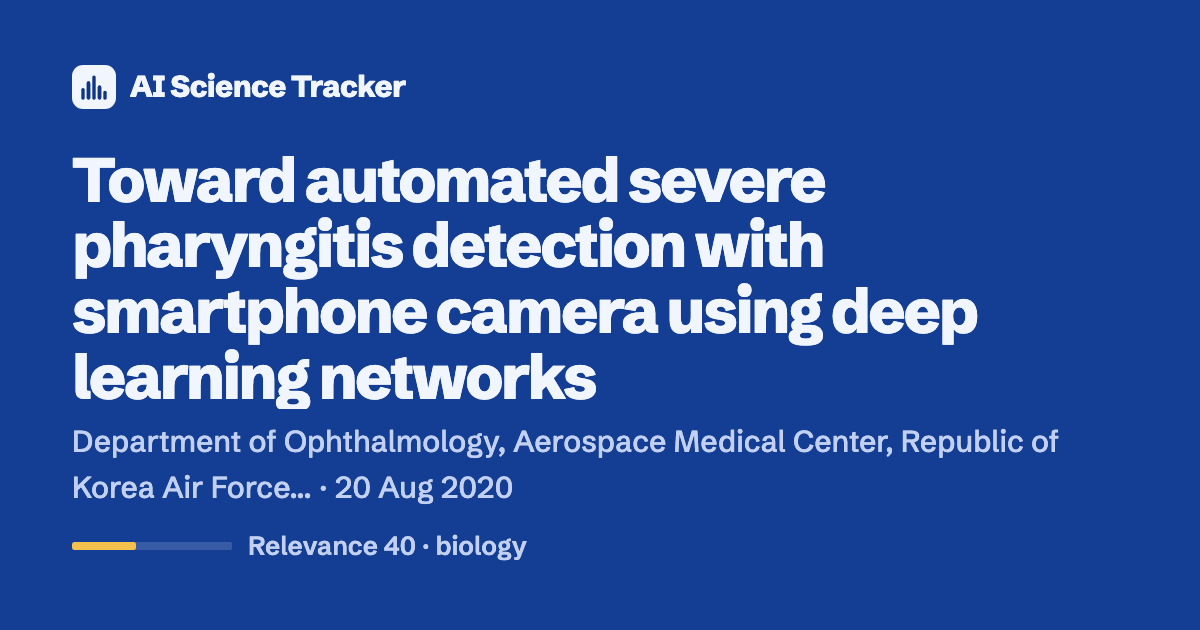 AI Science Tracker
Toward automated severe
pharyngitis detection with
smartphone camera using deep
learning networks
Department of Ophthalmology, Aerospace Medical Center, Republic of
Korea Air Force... · 20 Aug 2020
Relevance 40 · biology